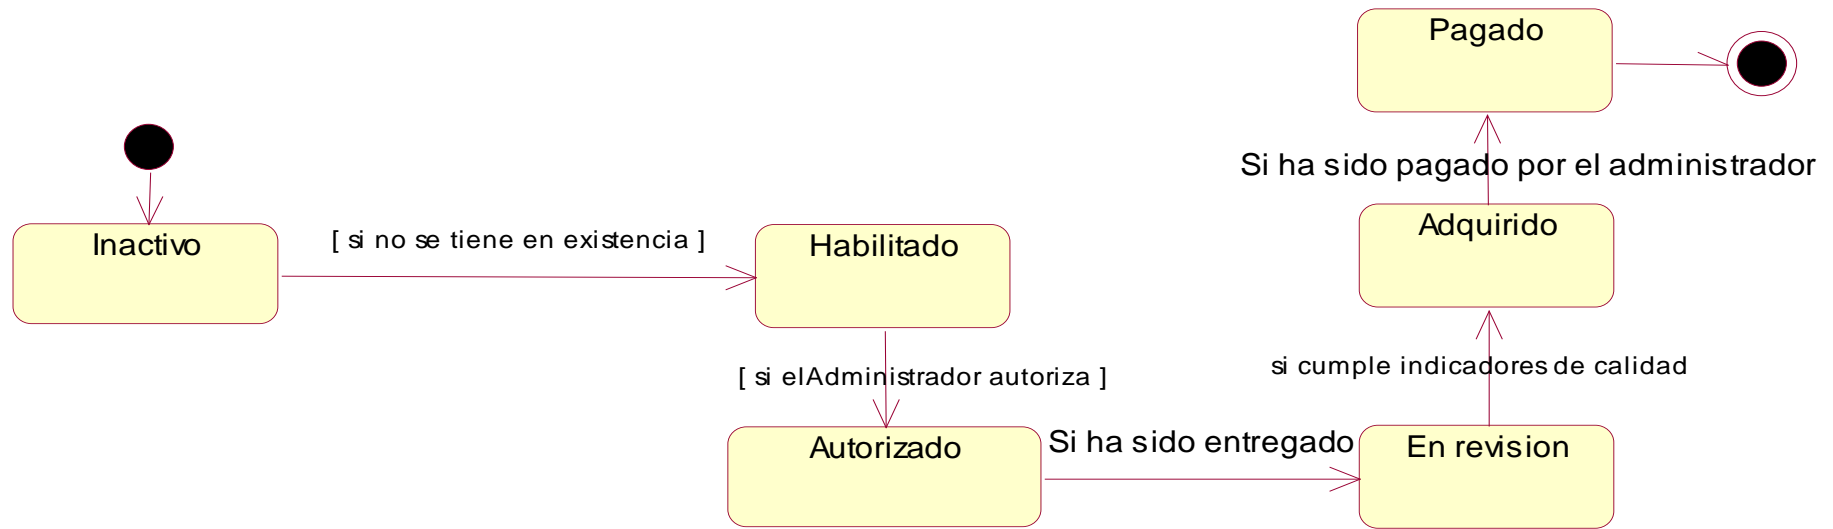 Pagado
Si ha sido pagado por el administrador
Inactivo
[ si no se tiene en existencia ]
Habilitado
Adquirido
[ si elAdministrador autoriza ]
si cumple indicadores de calidad
Autorizado
Si ha sido entregado
En revision